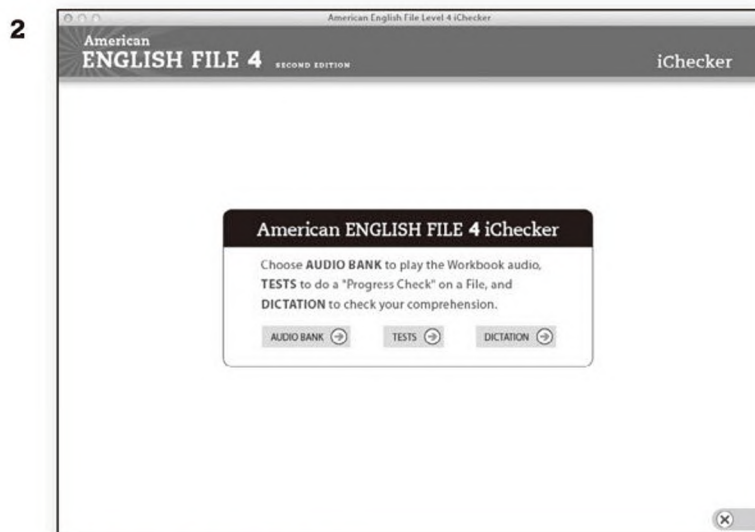 2
American English File Level 4 iChecker
American
ENGLISH FILE 4 SECOND EDITION
iChecker
American ENGLISH FILE 4 iChecker
Choose AUDIO BANK to play the Workbook audio,
TESTS to do a "Progress Check" on a File, and
DICTATION to check your comprehension.
AUDIO BANK TESTS DICTATION